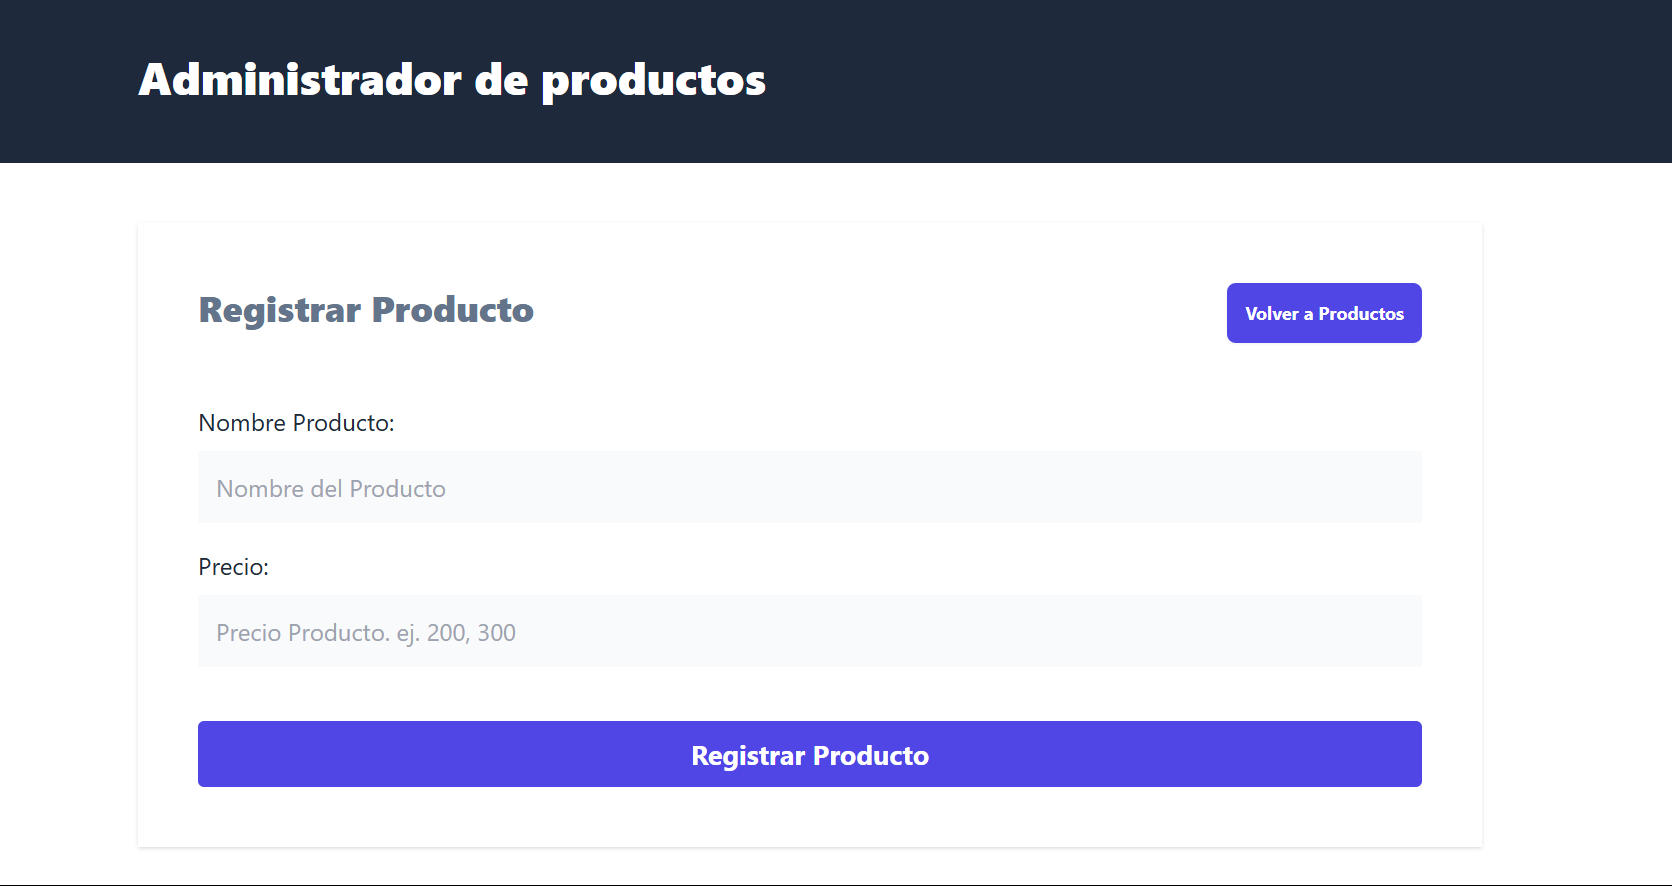 Administrador de productos
Registrar Producto
Volver a Productos
Nombre Producto:
Nombre del Producto
Precio:
Precio Producto. ej. 200, 300
Registrar Producto